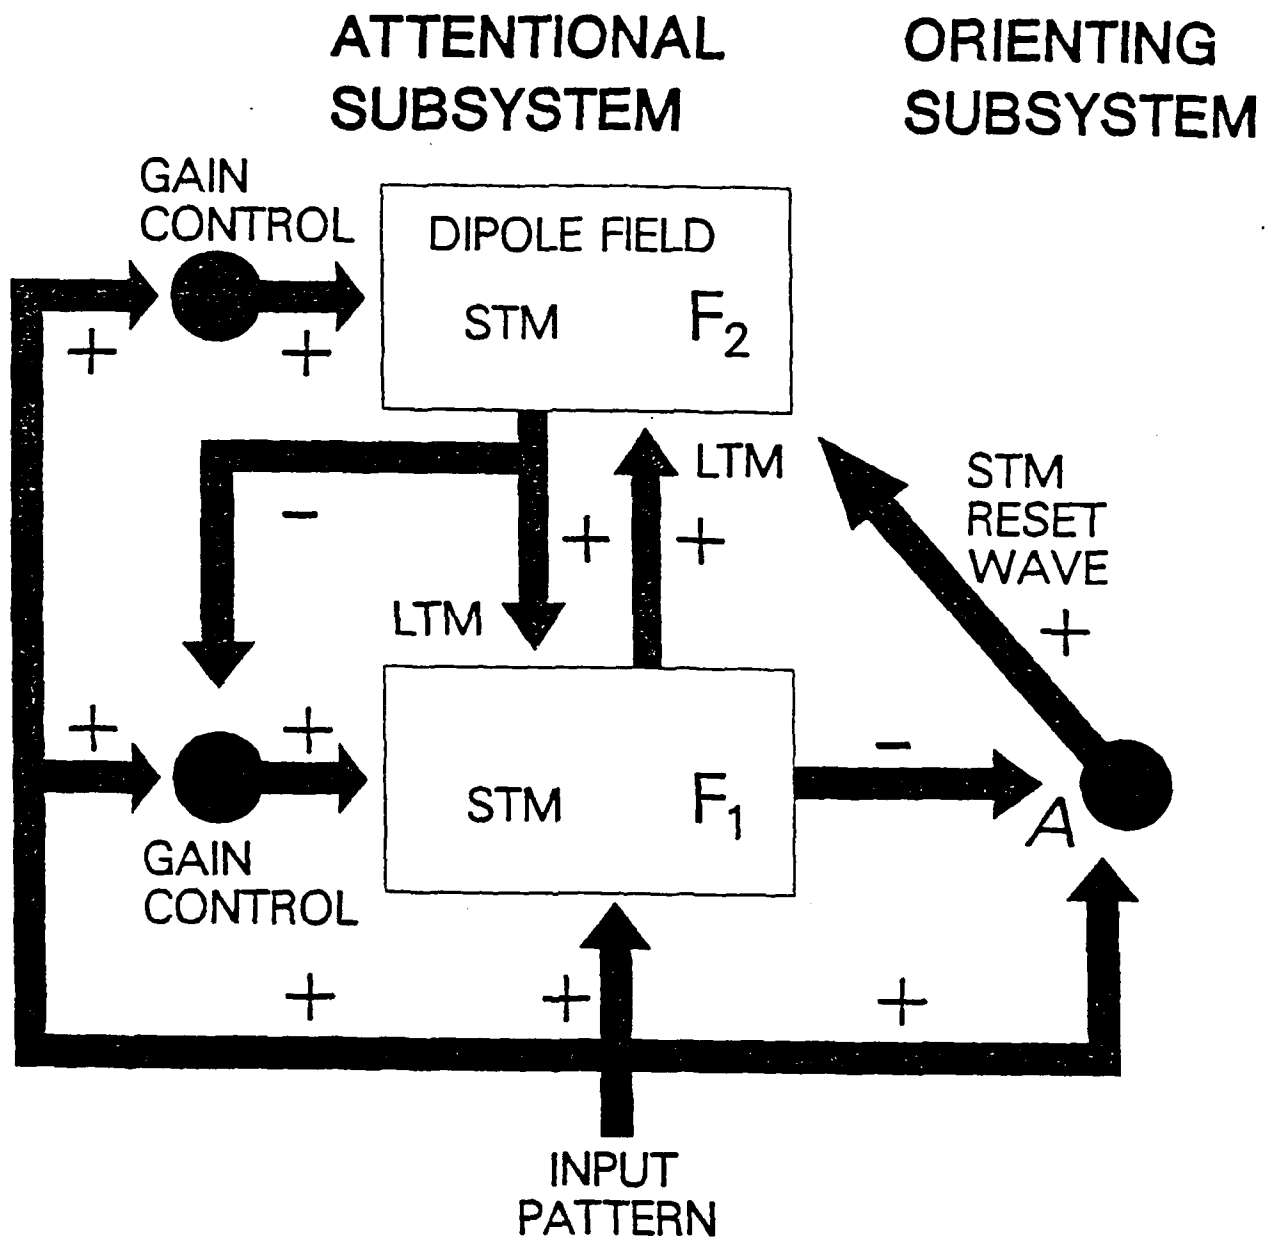 ATTENTIONAL
SUBSYSTEM
ORIENTING
SUBSYSTEM
GAIN
CONTROL
DIPOLE FIELD
STM F₂
+
+
LTM
STM
RESET
WAVE
−
+
+
LTM
+
+
+
−
STM F₁
A
GAIN
CONTROL
+
+
+
INPUT
PATTERN